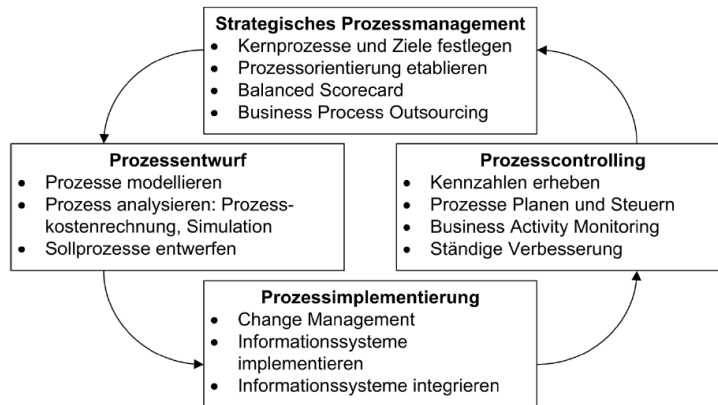 Strategisches Prozessmanagement
• Kernprozesse und Ziele festlegen
• Prozessorientierung etablieren
• Balanced Scorecard
• Business Process Outsourcing
Prozessentwurf
• Prozesse modellieren
• Prozess analysieren: Prozess-
kostenrechnung, Simulation
• Sollprozesse entwerfen
Prozesscontrolling
• Kennzahlen erheben
• Prozesse Planen und Steuern
• Business Activity Monitoring
• Ständige Verbesserung
Prozessimplementierung
• Change Management
• Informationssysteme
implementieren
• Informationssysteme integrieren